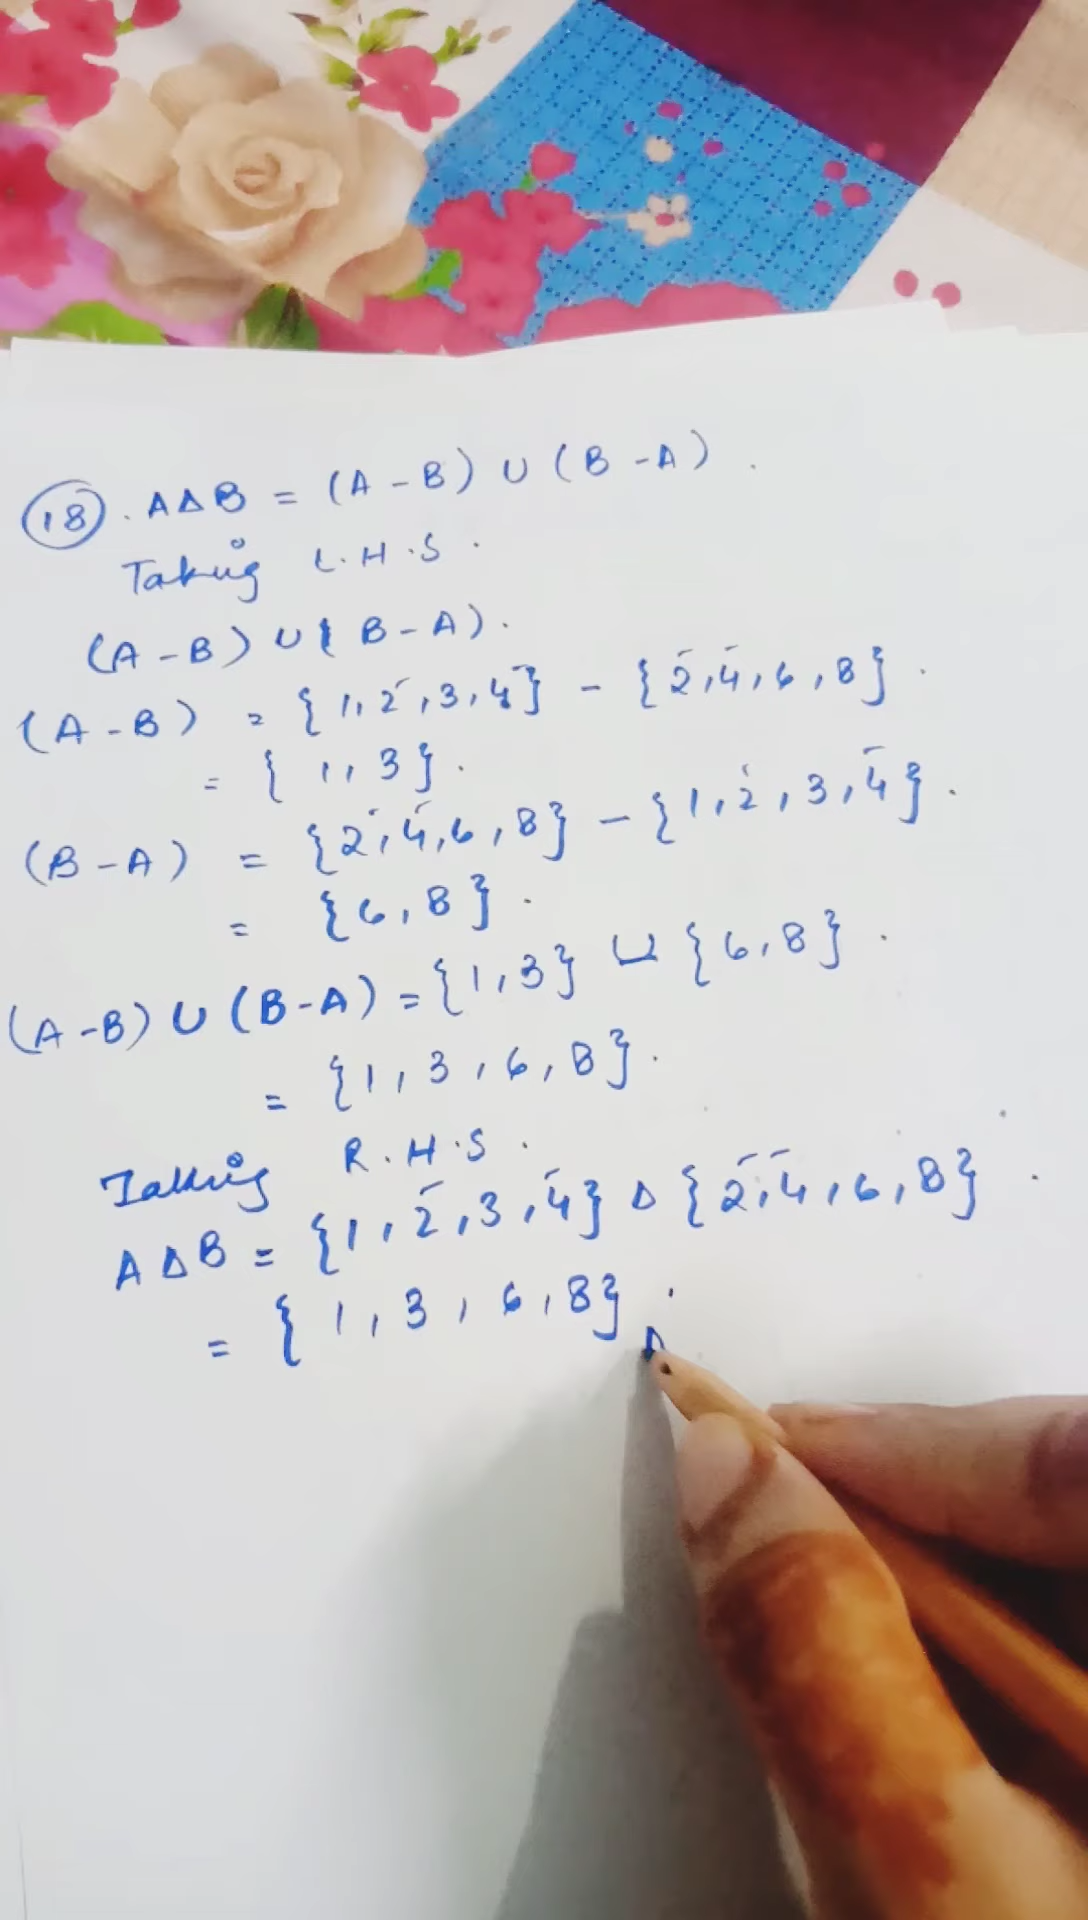 18. A Δ B = (A - B) ∪ (B - A).
Taking L.H.S.
(A - B) ∪ (B - A).
(A - B) = {1, 2, 3, 4} - {2, 4, 6, 8}.
= {1, 3}.
(B - A) = {2, 4, 6, 8} - {1, 2, 3, 4}.
= {6, 8}.
(A - B) ∪ (B - A) = {1, 3} ∪ {6, 8}.
= {1, 3, 6, 8}.
Taking R.H.S.
A Δ B = {1, 2, 3, 4} Δ {2, 4, 6, 8}.
= {1, 3, 6, 8}.